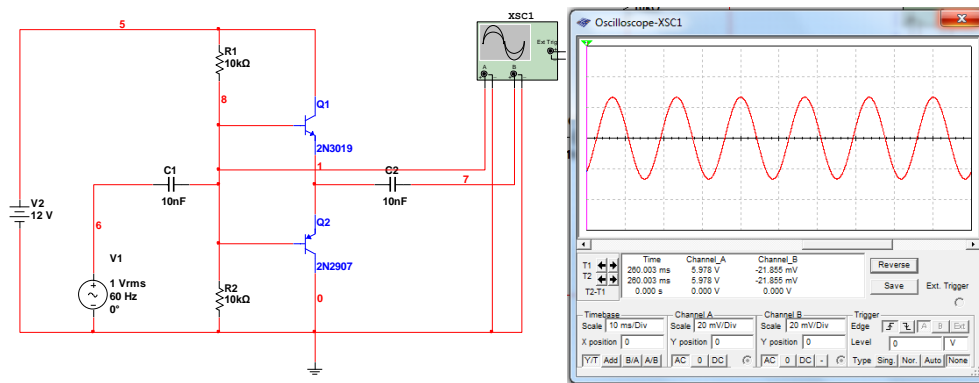 5
R1
10kΩ
8
Q1
2N3019
1
C1
10nF
C2
10nF
7
6
V2
12 V
Q2
2N2907
V1
1 Vrms
60 Hz
0°
R2
10kΩ
0
XSC1
Ext Trig
A
B
Oscilloscope-XSC1
Time Channel_A Channel_B
T1 260.003 ms 5.978 V -21.855 mV
T2 260.003 ms 5.978 V -21.855 mV
T2-T1 0.000 s 0.000 V 0.000 V
Reverse
Save
Ext. Trigger
Timebase
Scale 10 ms/Div
X position 0
Y/T Add B/A A/B
Channel A
Scale 20 mV/Div
Y position 0
AC 0 DC
Channel B
Scale 20 mV/Div
Y position 0
AC 0 DC -
Trigger
Edge A B Ext
Level 0 V
Type Sing. Nor. Auto None